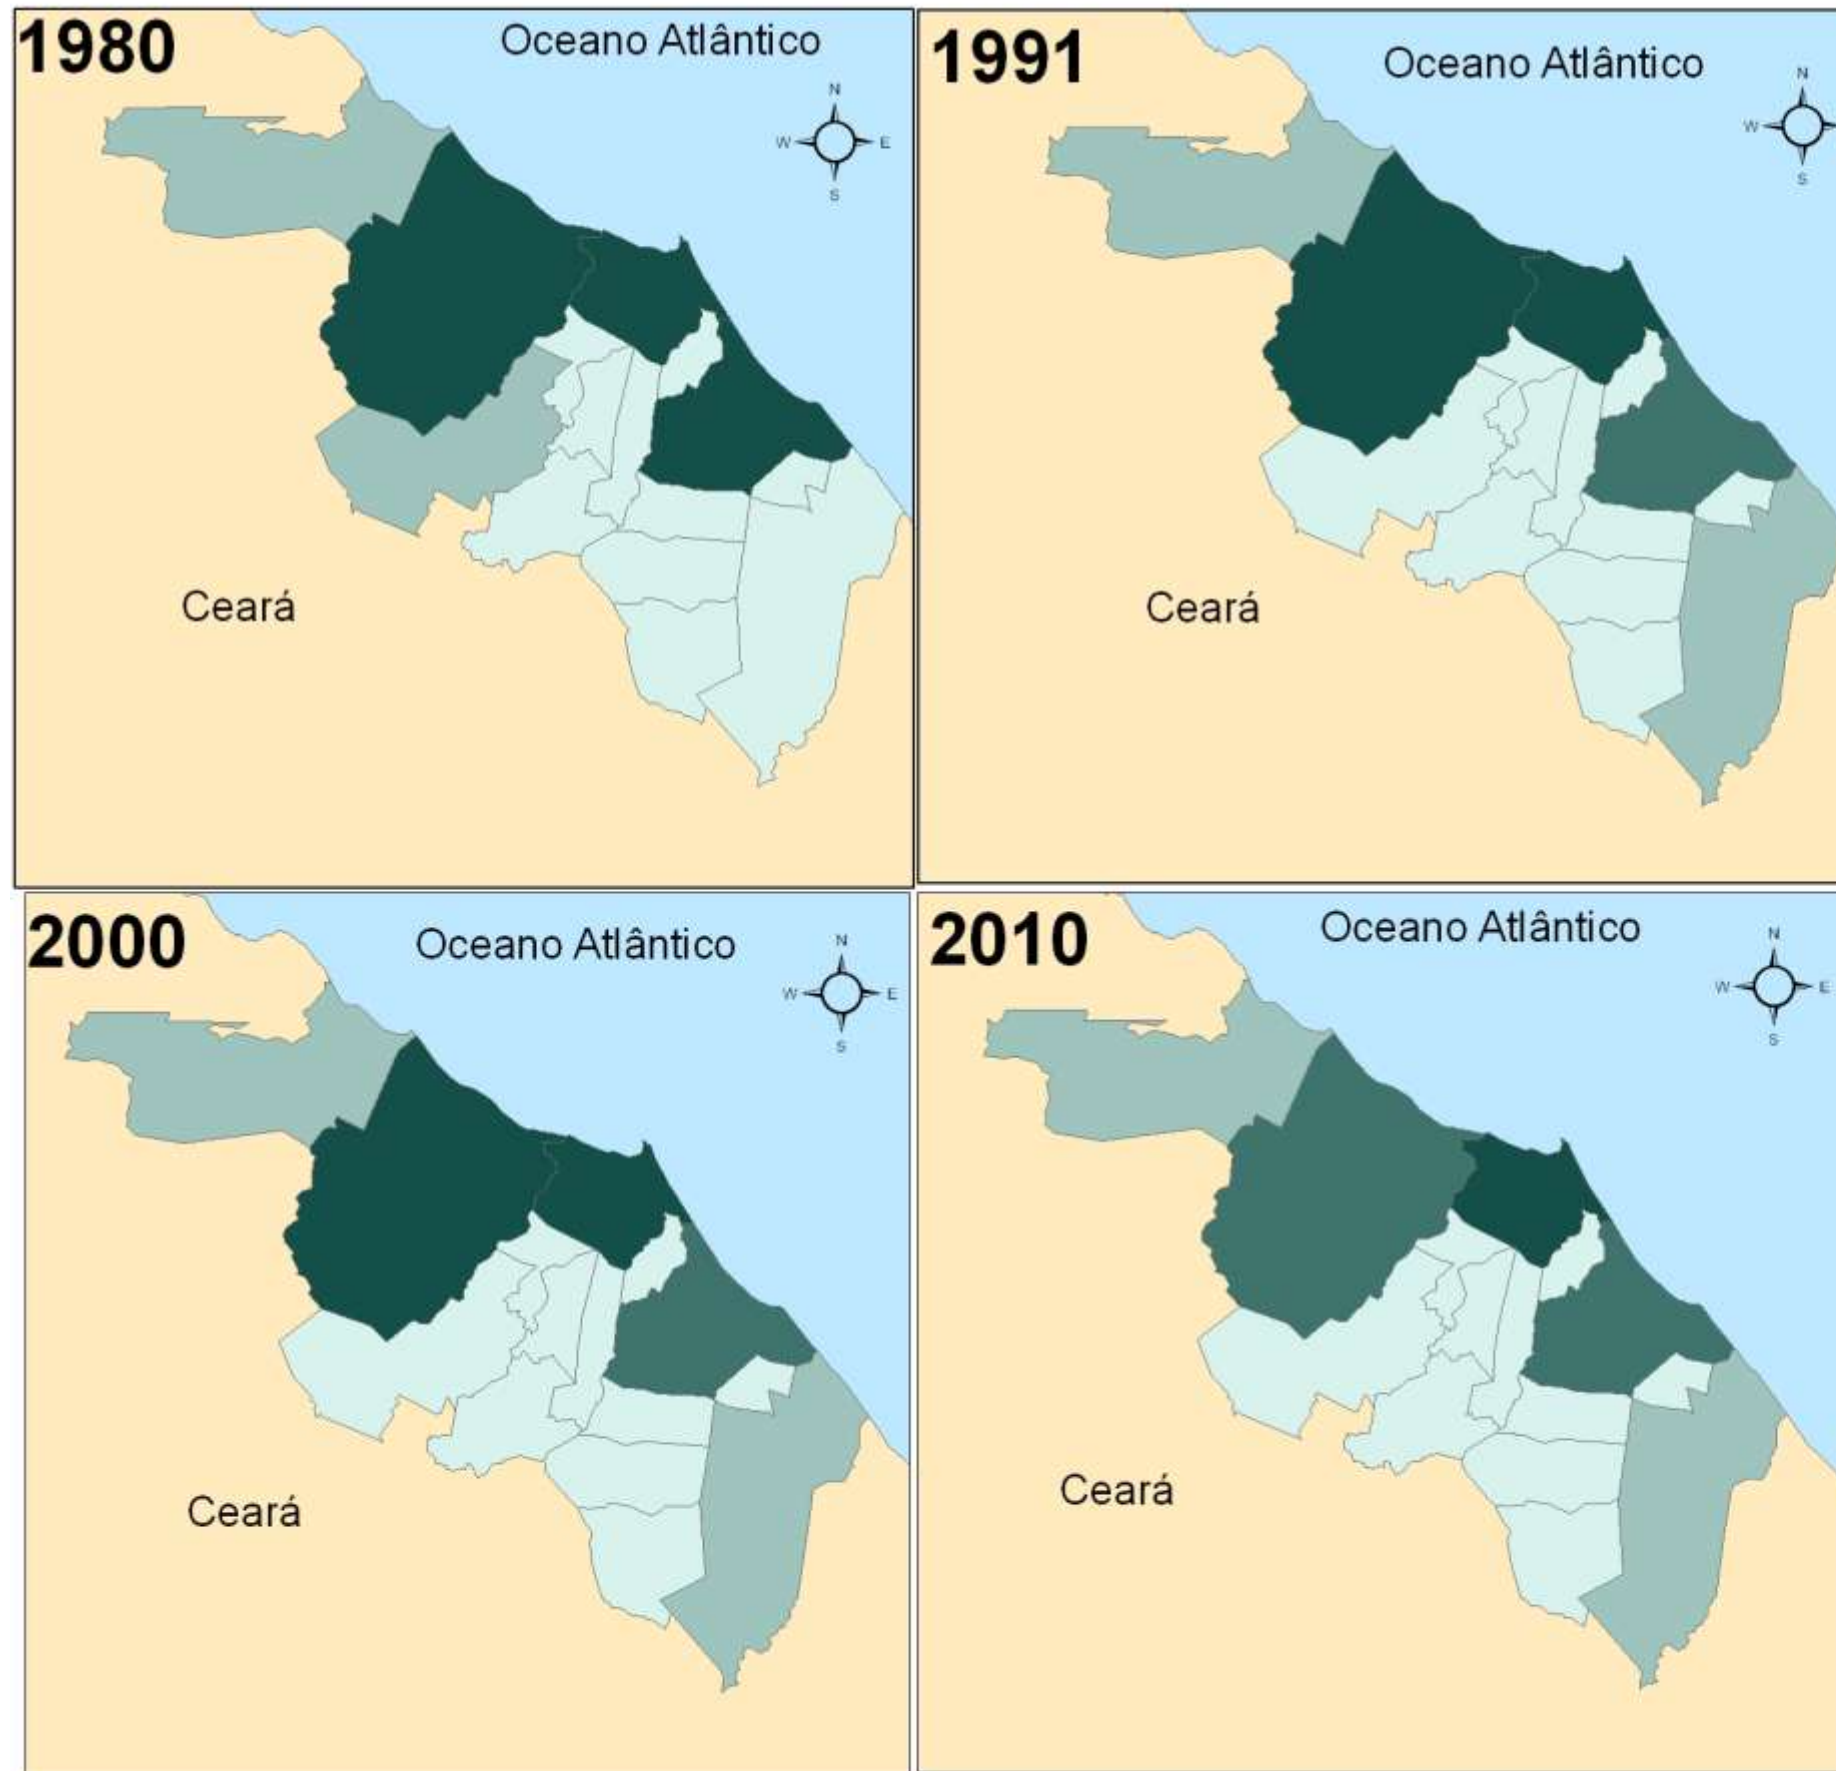 1980
Oceano Atlântico
N
W E
S
Ceará
1991
Oceano Atlântico
N
W
S
Ceará
2000
Oceano Atlântico
N
W E
S
Ceará
2010
Oceano Atlântico
N
W E
S
Ceará